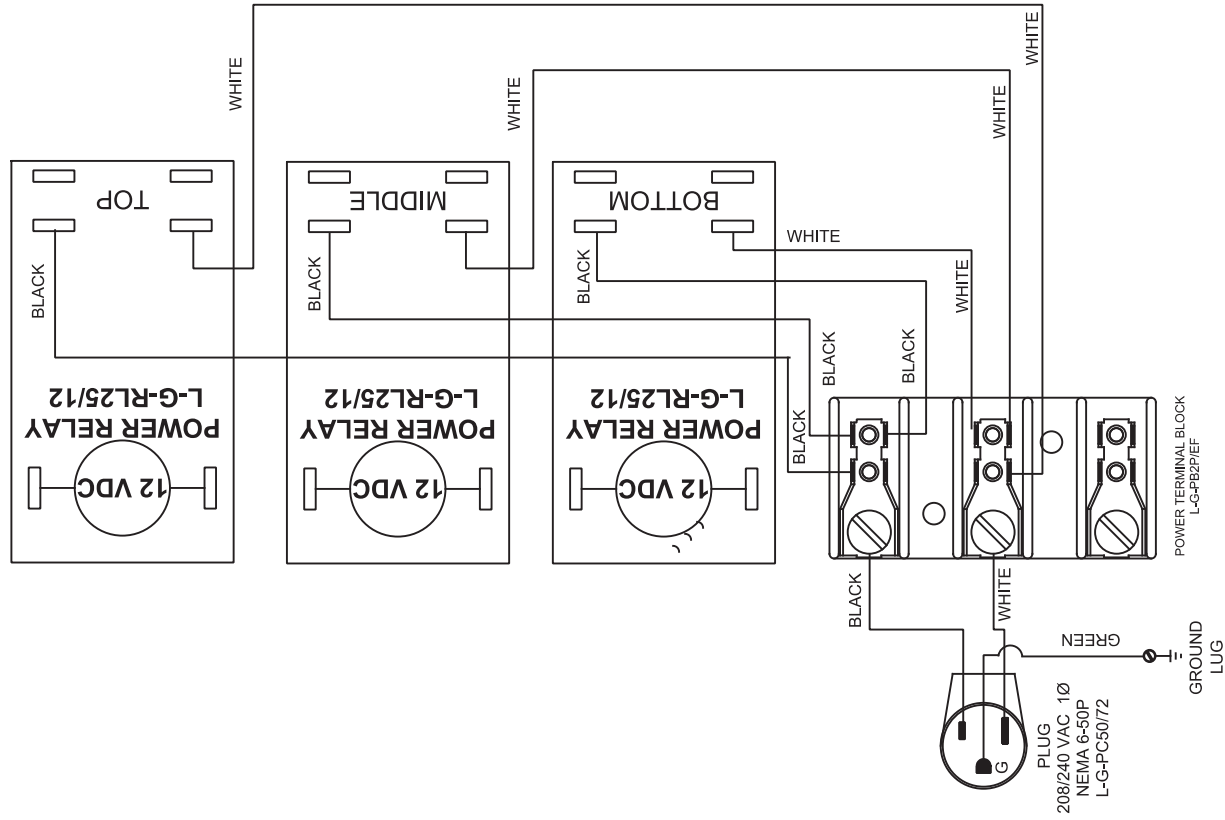 WHITE
WHITE
WHITE
WHITE
TOP
MIDDLE
BOTTOM
BLACK
BLACK
BLACK
WHITE
WHITE
BLACK
BLACK
BLACK
POWER RELAY
L-G-RL25/12
12 VDC
POWER RELAY
L-G-RL25/12
12 VDC
POWER RELAY
L-G-RL25/12
12 VDC
POWER TERMINAL BLOCK
L-G-PB2P/EF
BLACK
WHITE
GREEN
GROUND
LUG
G
PLUG
208/240 VAC 1Ø
NEMA 6-50P
L-G-PC50/72